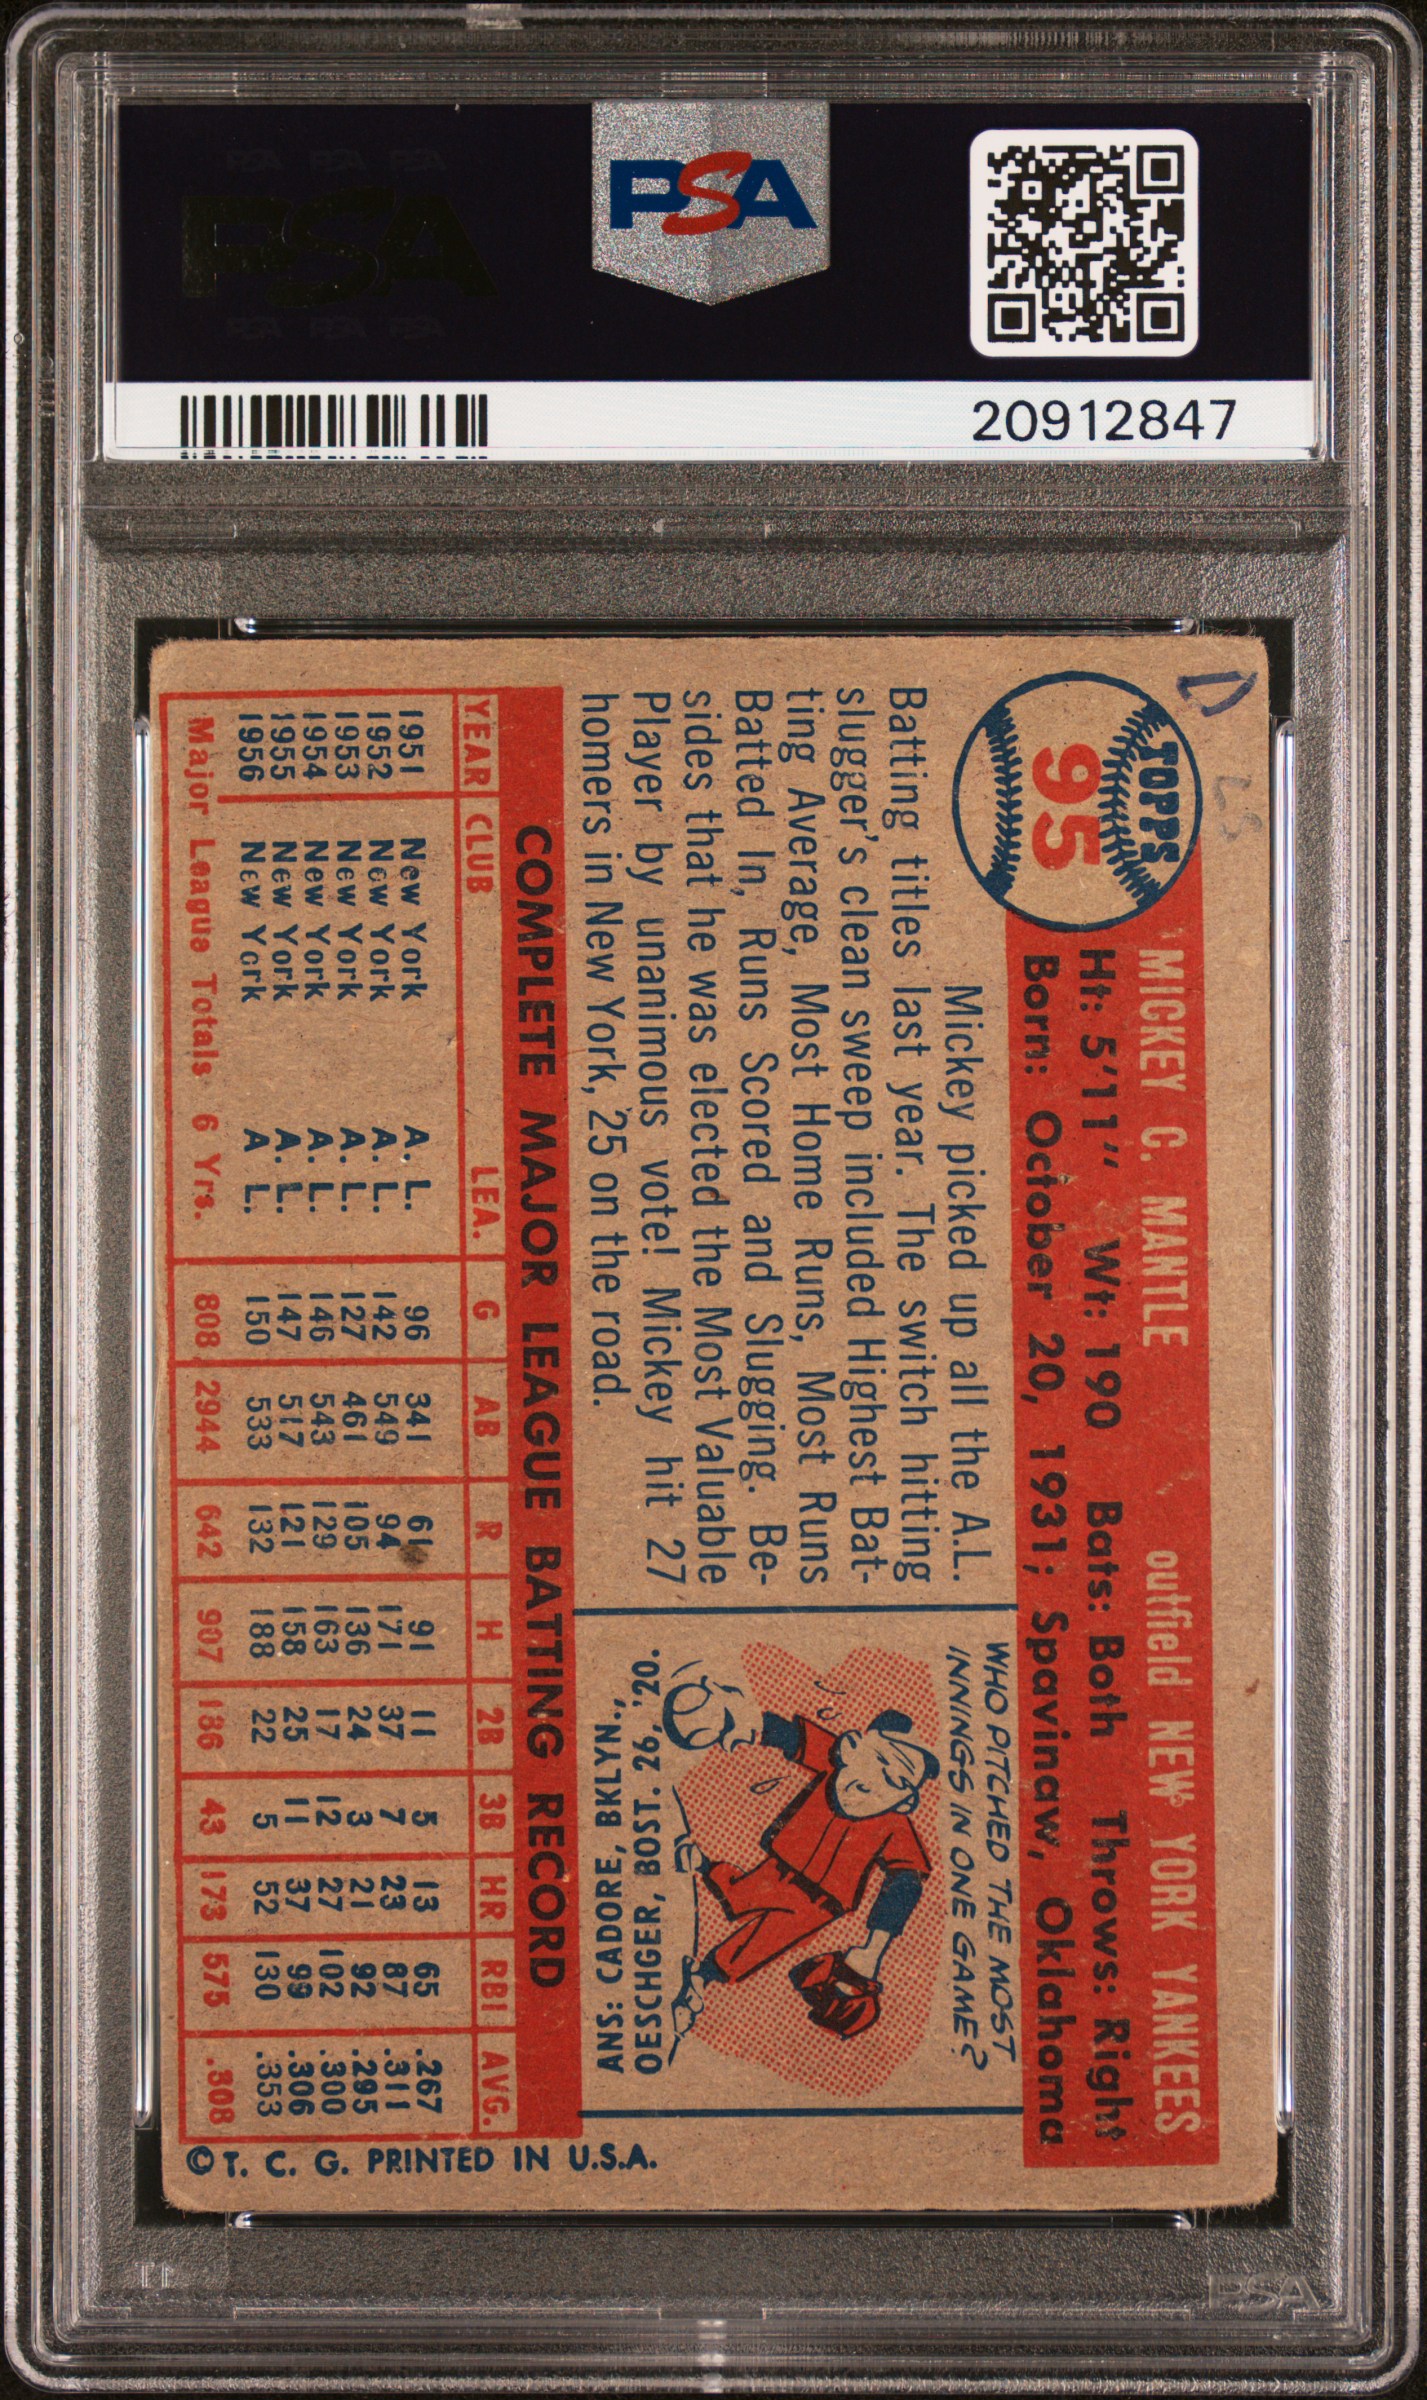 PSA
20912847
D
TOPPS
95
MICKEY C. MANTLE outfield NEW YORK YANKEES
Ht: 5'11" Wt: 190 Bats: Both Throws: Right
Born: October 20, 1931; Spavinaw, Oklahoma
Mickey picked up all the A.L.
Batting titles last year. The switch hitting
slugger's clean sweep included Highest Bat-
ting Average, Most Home Runs, Most Runs
Batted In, Runs Scored and Slugging. Be-
sides that he was elected the Most Valuable
Player by unanimous vote! Mickey hit 27
homers in New York, 25 on the road.
WHO PITCHED THE MOST
INNINGS IN ONE GAME?
ANS: CADORE, BKLYN.,
OESCHGER, BOST. 26, '20.
COMPLETE MAJOR LEAGUE BATTING RECORD
YEAR CLUB LEA. G AB R H 2B 3B HR RBI AVG.
1951 New York A. L. 96 341 61 91 11 5 13 65 .267
1952 New York A. L. 142 549 94 171 37 7 23 87 .311
1953 New York A. L. 127 461 105 136 24 3 21 92 .295
1954 New York A. L. 146 543 129 163 17 12 27 102 .300
1955 New York A. L. 147 517 121 158 25 11 37 99 .306
1956 New York A L. 150 533 132 188 22 5 52 130 .353
Major League Totals 6 Yrs. 808 2944 642 907 186 43 173 575 .308
©T. C. G. PRINTED IN U.S.A.
PSA